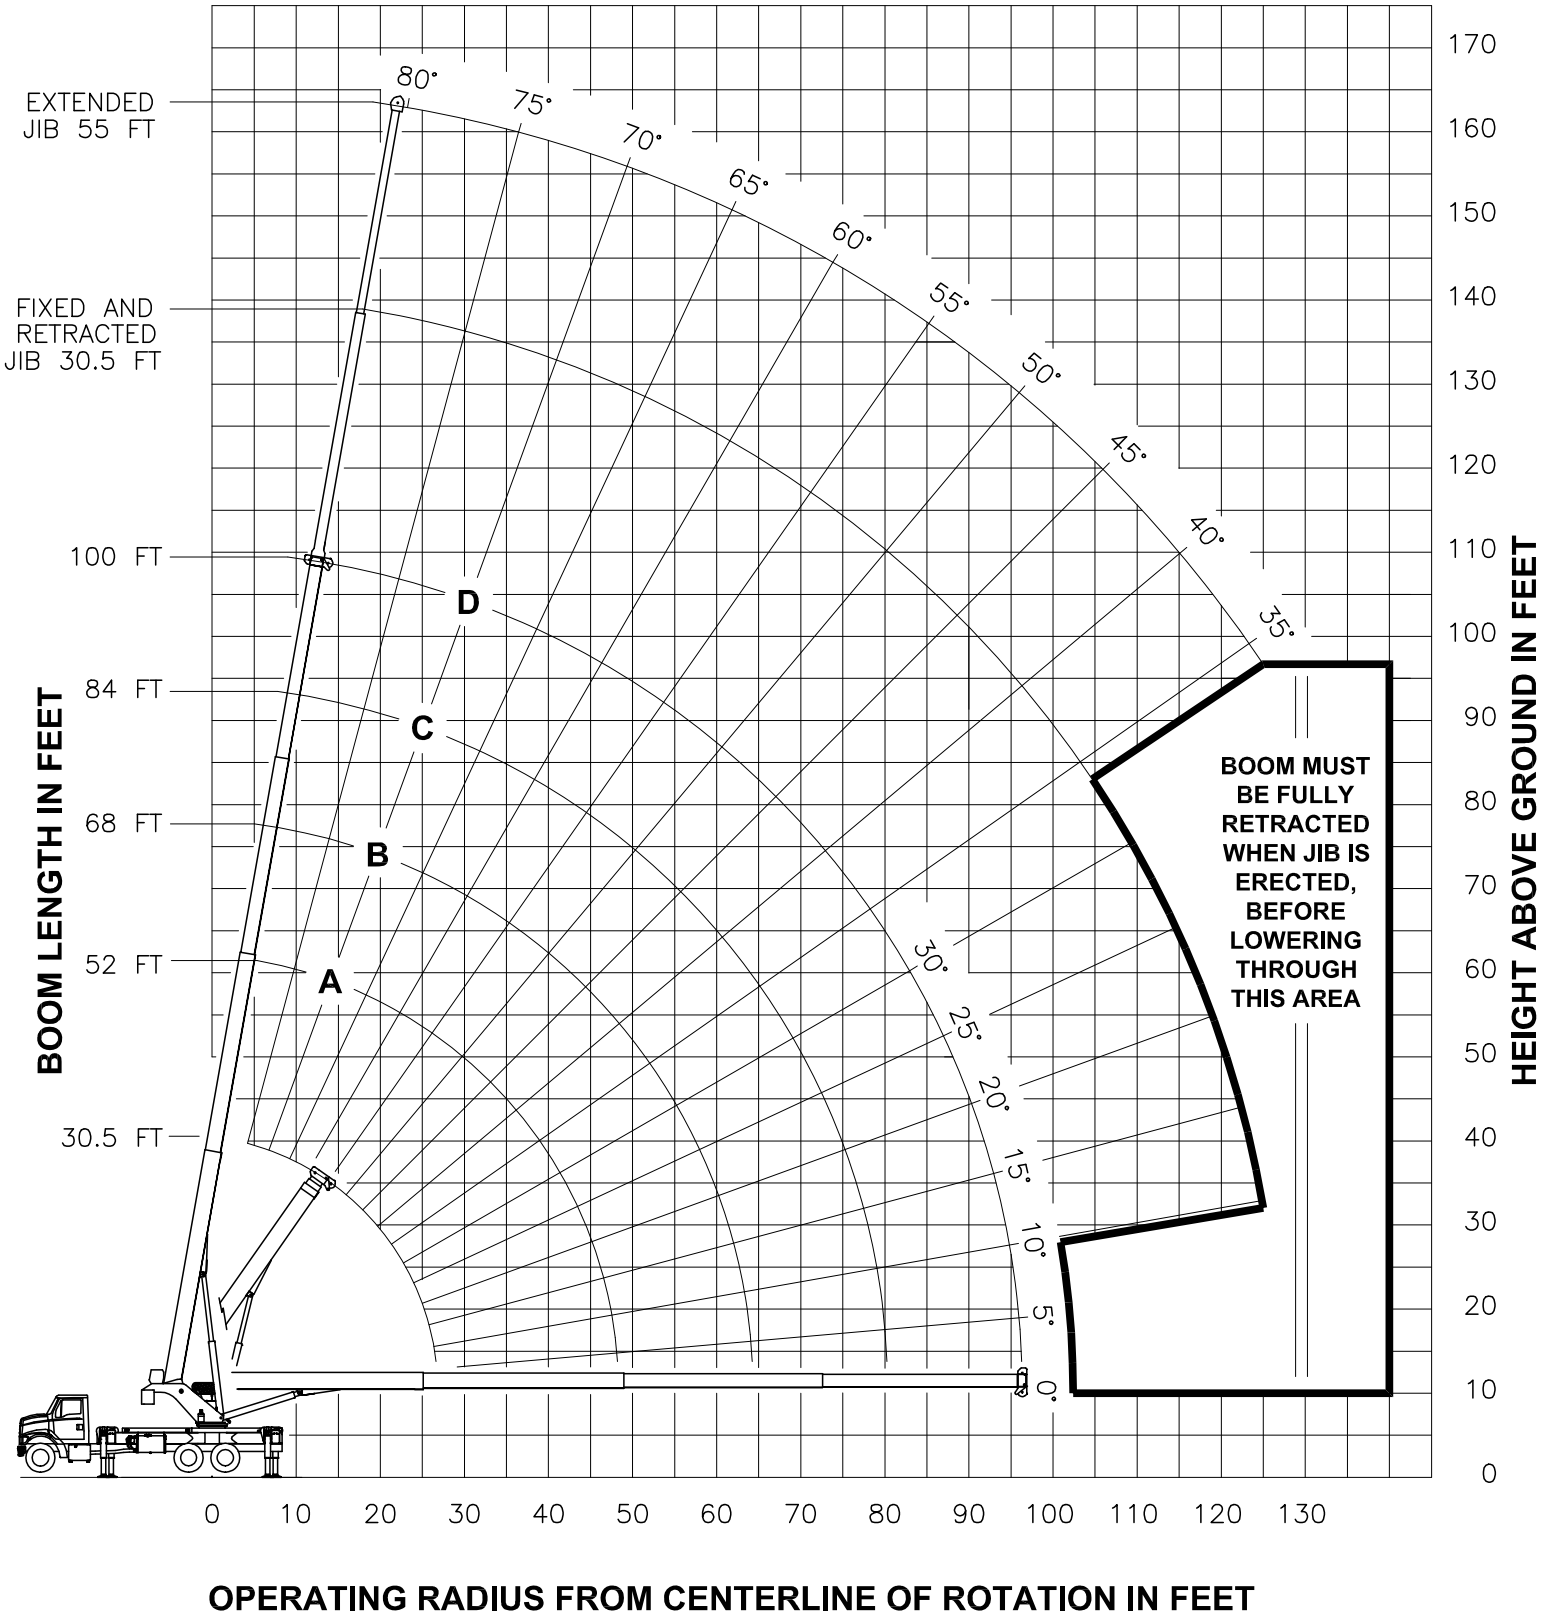 80°
75°
70°
65°
60°
55°
50°
45°
40°
35°
30°
25°
20°
15°
10°
5°
0°
EXTENDED
JIB 55 FT
FIXED AND
RETRACTED
JIB 30.5 FT
100 FT
84 FT
68 FT
52 FT
30.5 FT
BOOM LENGTH IN FEET
D
C
B
A
BOOM MUST
BE FULLY
RETRACTED
WHEN JIB IS
ERECTED,
BEFORE
LOWERING
THROUGH
THIS AREA
170
160
150
140
130
120
110
100
90
80
70
60
50
40
30
20
10
0
HEIGHT ABOVE GROUND IN FEET
0 10 20 30 40 50 60 70 80 90 100 110 120 130
OPERATING RADIUS FROM CENTERLINE OF ROTATION IN FEET